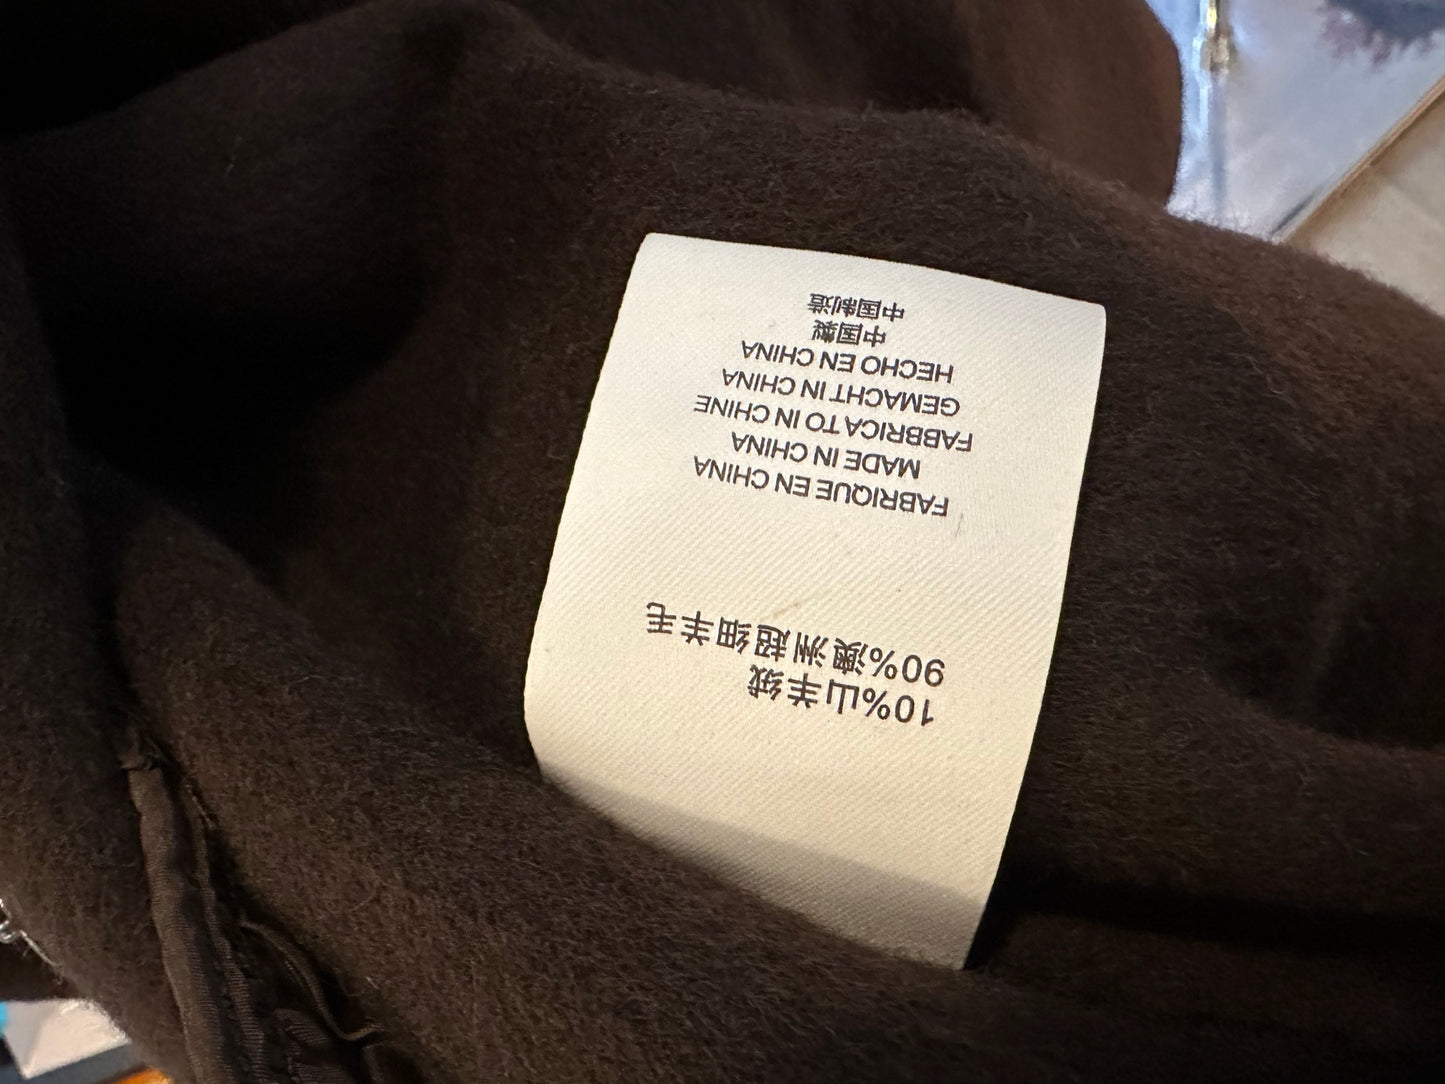 10%山羊绒
90%澳洲超细羊毛
FABRIQUE EN CHINA
MADE IN CHINA
FABBRICA TO IN CHINE
GEMACHT IN CHINA
HECHO EN CHINA
中国製
中国制造